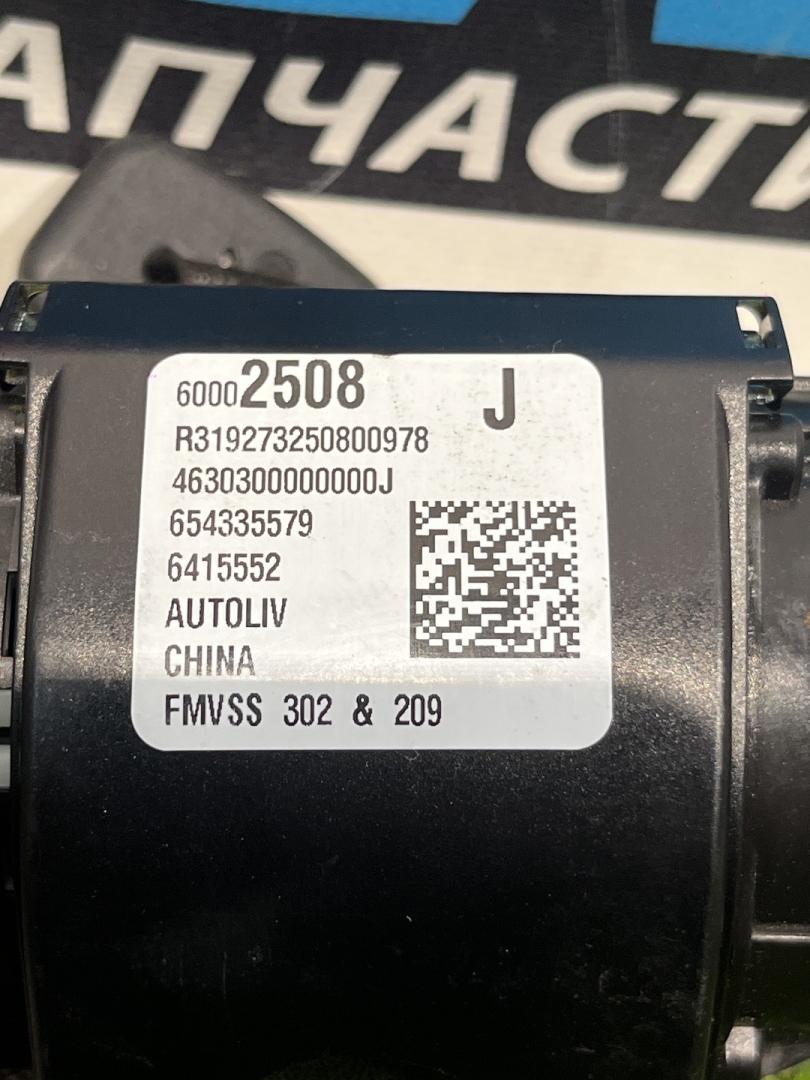 АПЧАСТИ
60002508 J
R319273250800978
4630300000000J
654335579
6415552
AUTOLIV
CHINA
FMVSS 302 & 209